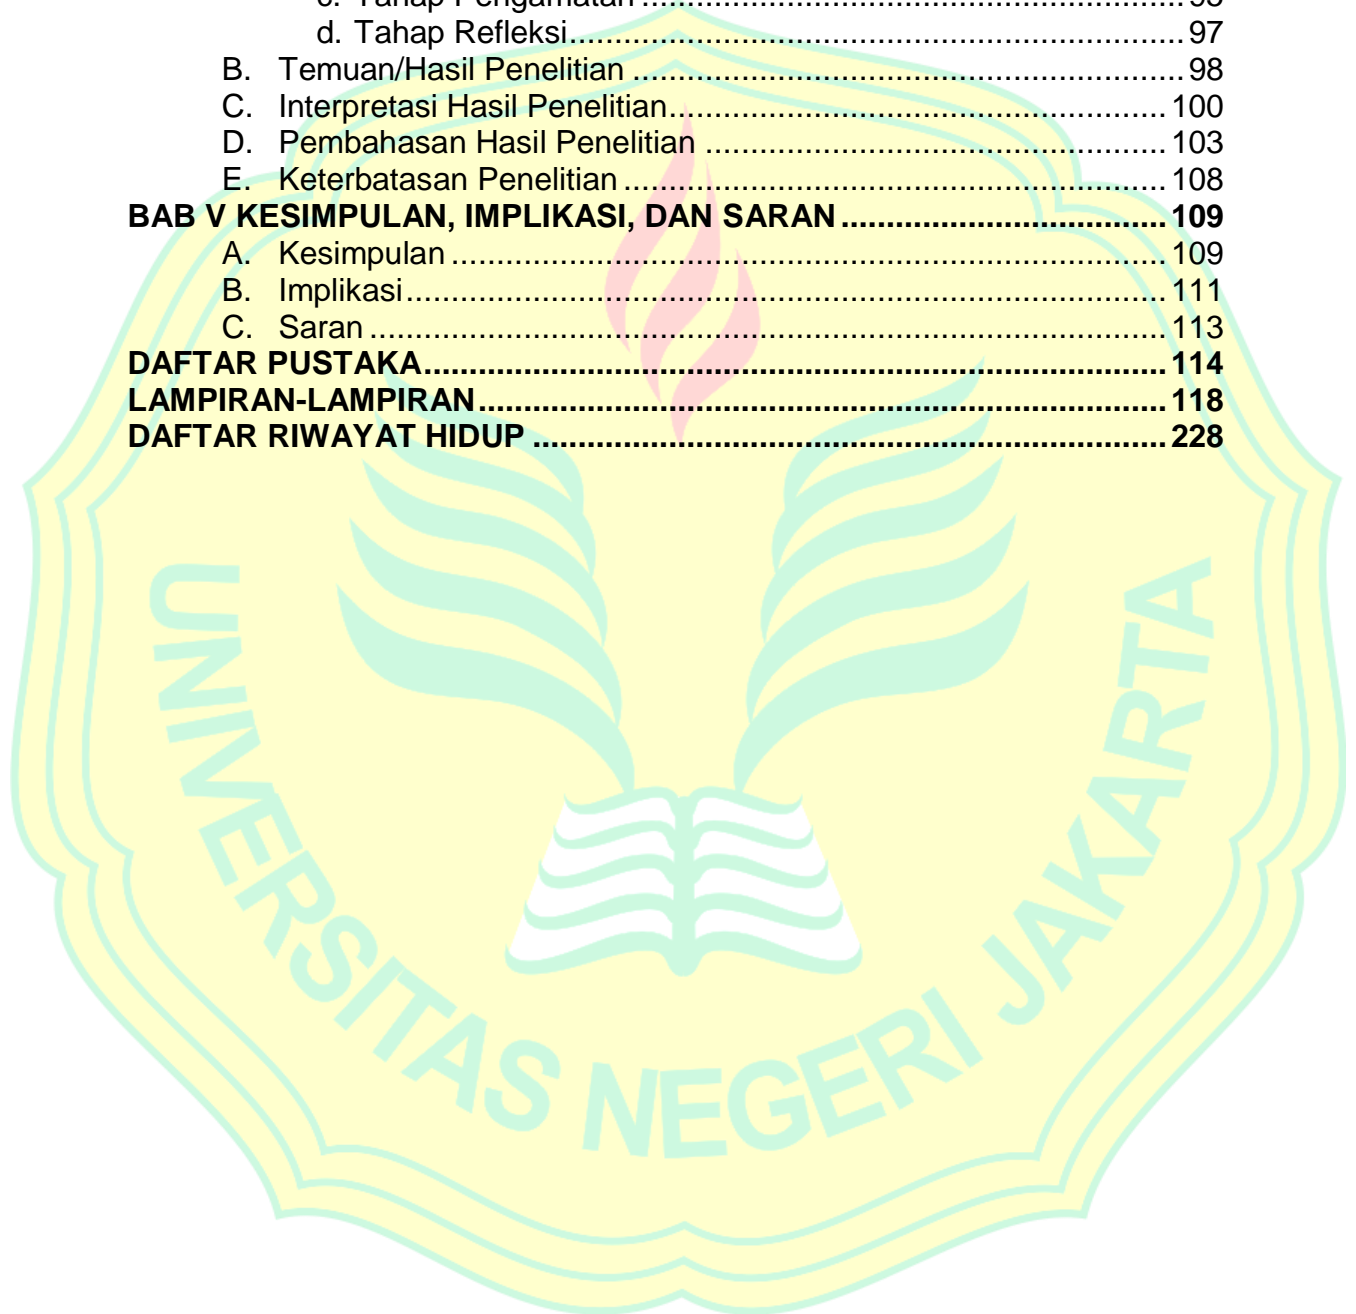 c. Tahap Pengamatan
d. Tahap Refleksi.......................................................................97
B. Temuan/Hasil Penelitian ...............................................................98
C. Interpretasi Hasil Penelitian.........................................................100
D. Pembahasan Hasil Penelitian .....................................................103
E. Keterbatasan Penelitian ..............................................................108
BAB V KESIMPULAN, IMPLIKASI, DAN SARAN .....................................109
A. Kesimpulan ................................................................................109
B. Implikasi.....................................................................................111
C. Saran .........................................................................................113
DAFTAR PUSTAKA...................................................................................114
LAMPIRAN-LAMPIRAN.............................................................................118
DAFTAR RIWAYAT HIDUP .......................................................................228
UNIVERSITAS NEGERI JAKARTA